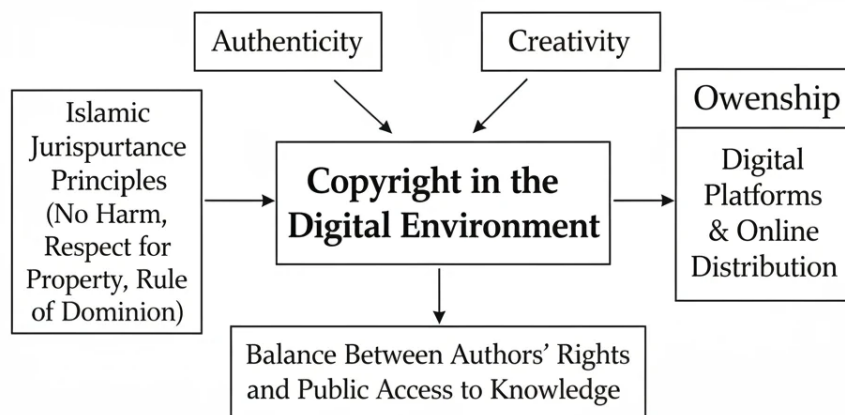 Authenticity
Creativity
Islamic
Jurispurtance
Principles
(No Harm,
Respect for
Property, Rule
of Dominion)
Copyright in the
Digital Environment
Owenship
Digital
Platforms
& Online
Distribution
Balance Between Authors' Rights
and Public Access to Knowledge